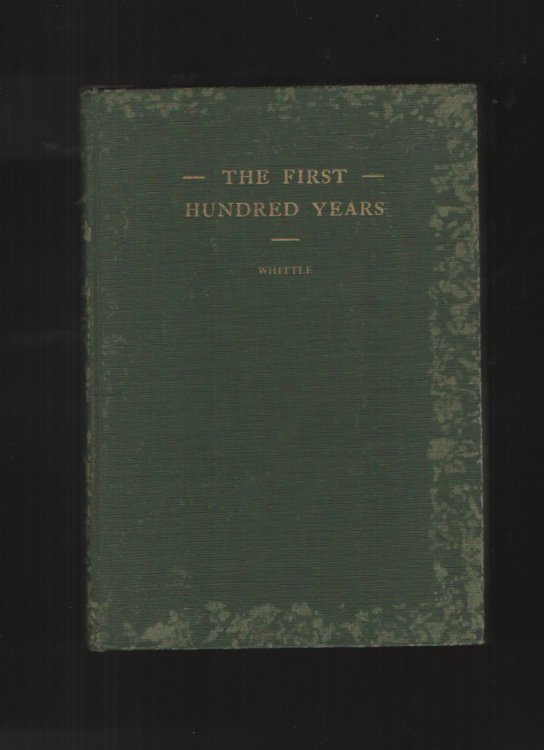 — THE FIRST —
HUNDRED YEARS
WHITTLE